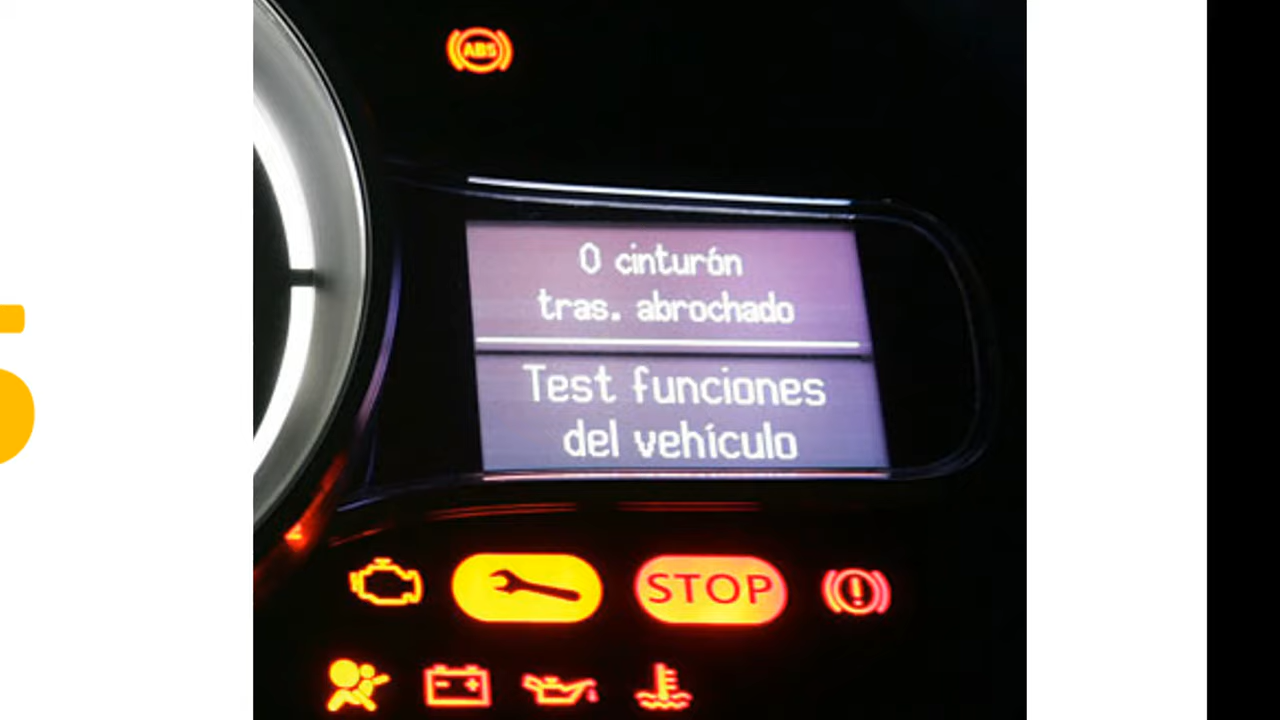 ABS
0 cinturón
tras. abrochado
Test funciones
del vehículo
STOP